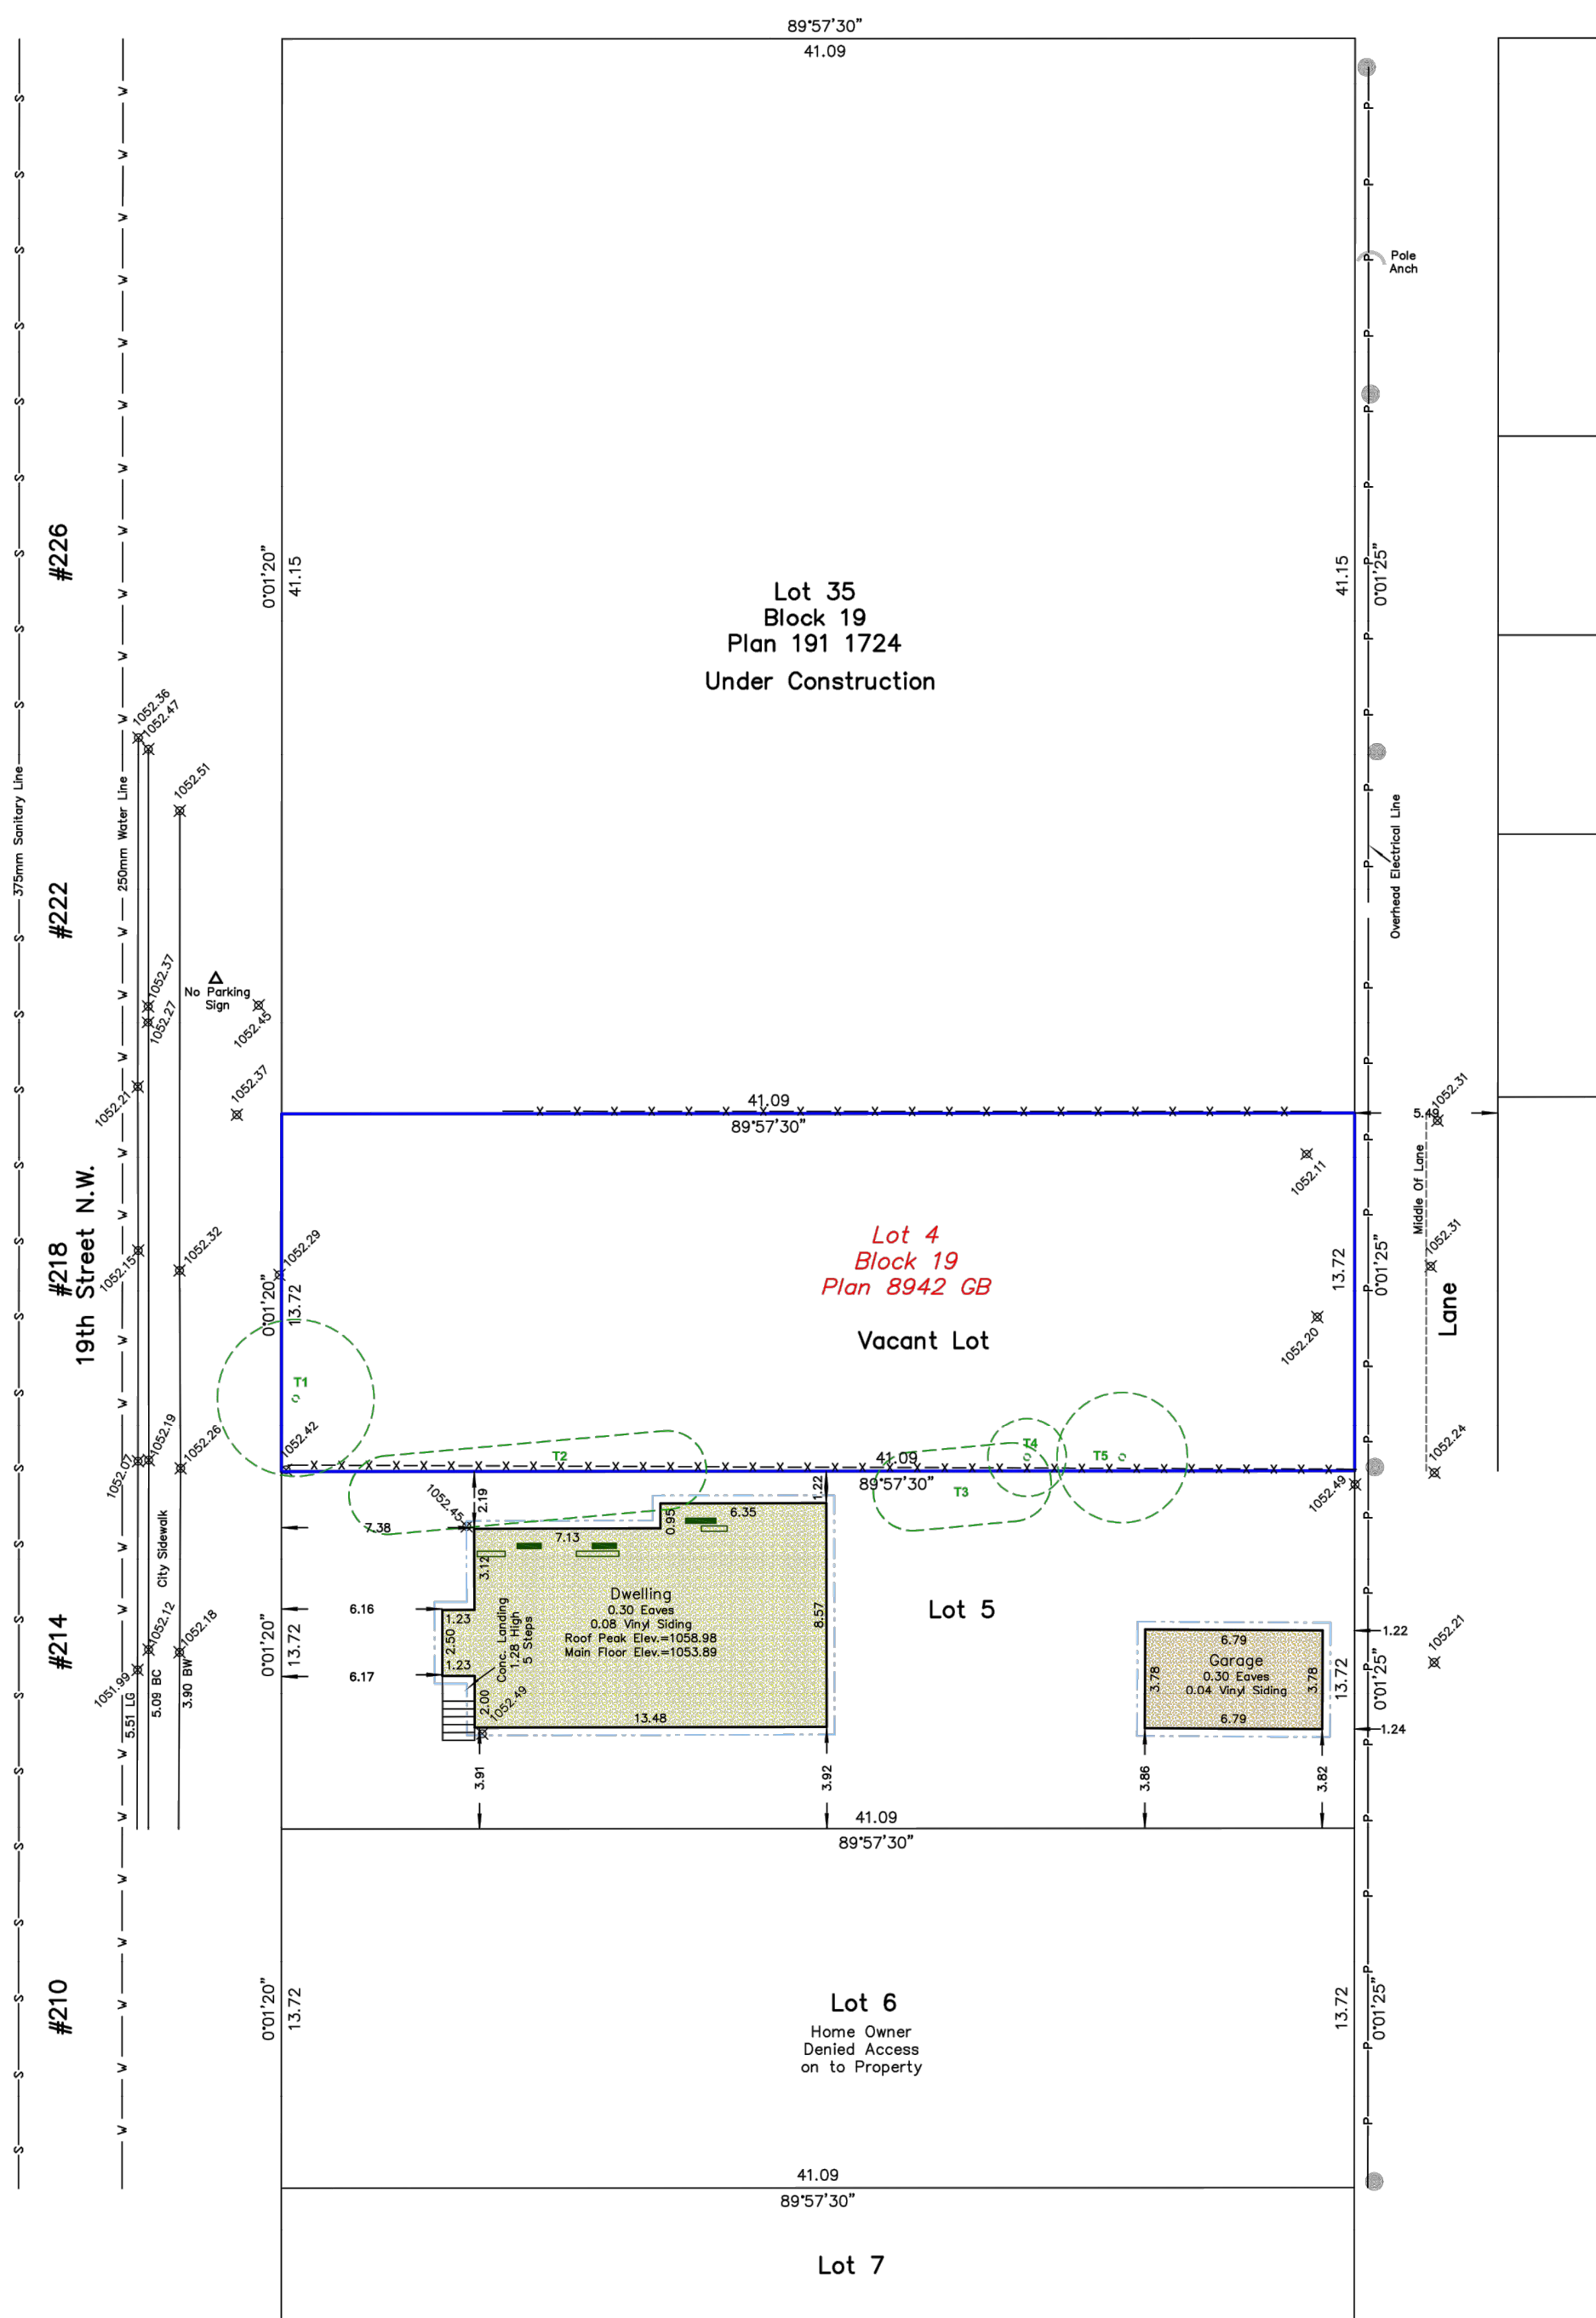 89°57'30"
41.09
Pole
Anch
#226
0°01'20"
41.15
41.15
0°01'25"
Lot 35
Block 19
Plan 191 1724
Under Construction
1052.36
1052.47
1052.51
375mm Sanitary Line
250mm Water Line
Overhead Electrical Line
#222
1052.37
1052.27
No Parking
Sign
1052.45
1052.37
1052.21
41.09
89°57'30"
5.49
1052.31
1052.11
Middle Of Lane
19th Street N.W.
#218
1052.15
1052.32
1052.29
0°01'20"
13.72
Lot 4
Block 19
Plan 8942 GB
Vacant Lot
13.72
0°01'25"
1052.31
Lane
1052.20
T1
1052.42
1052.07
1052.19
1052.26
T2
41.09
89°57'30"
T3
T4
T5
1052.24
1052.49
1052.45
2.19
1.22
7.38
7.13
0.95
6.35
3.12
City Sidewalk
6.16
1.23
2.50
1.23
6.17
Conc. Landing
1.28 High
5 Steps
Dwelling
0.30 Eaves
0.08 Vinyl Siding
Roof Peak Elev.=1058.98
Main Floor Elev.=1053.89
8.57
Lot 5
#214
0°01'20"
13.72
1052.12
1052.18
1051.99
5.51 LG
5.09 BC
3.90 BW
2.00
1052.49
13.48
6.79
Garage
0.30 Eaves
0.04 Vinyl Siding
3.78
3.78
6.79
1.22
13.72
0°01'25"
1.24
1052.21
3.91
3.92
3.86
3.82
41.09
89°57'30"
#210
0°01'20"
13.72
Lot 6
Home Owner
Denied Access
on to Property
13.72
0°01'25"
41.09
89°57'30"
Lot 7
S
W
P
X